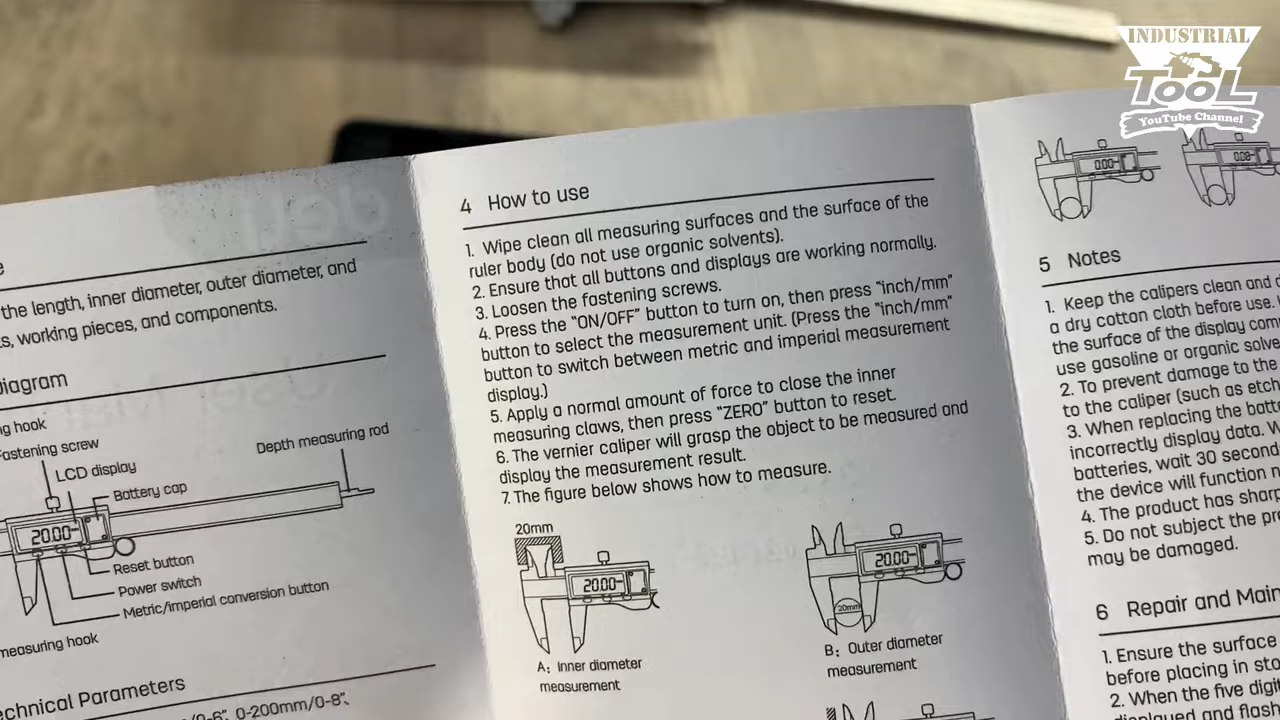 INDUSTRIAL
TOOL
YouTube Channel
the length, inner diameter, outer diameter, and
working pieces, and components.
Diagram
hook
Fastening screw
LCD display
Battery cap
Depth measuring rod
20.00
Reset button
Power switch
Metric/imperial conversion button
measuring hook
Technical Parameters
0-200mm/0-8",
4 How to use
1. Wipe clean all measuring surfaces and the surface of the
ruler body (do not use organic solvents).
2. Ensure that all buttons and displays are working normally.
3. Loosen the fastening screws.
4. Press the "ON/OFF" button to turn on, then press "inch/mm"
button to select the measurement unit. (Press the "inch/mm"
button to switch between metric and imperial measurement
display.)
5. Apply a normal amount of force to close the inner
measuring claws, then press "ZERO" button to reset.
6. The vernier caliper will grasp the object to be measured and
display the measurement result.
7. The figure below shows how to measure.
20mm
20.00
A: Inner diameter
measurement
20.00
20mm
B: Outer diameter
measurement
0.00
0.00
5 Notes
1. Keep the calipers clean and
a dry cotton cloth before use.
the surface of the display
use gasoline or organic
2. To prevent damage to the
to the caliper (such as
3. When replacing the
incorrectly display data.
batteries, wait 30
the device will function
4. The product has
5. Do not subject the
may be damaged.
6 Repair and
1. Ensure the surface
before placing in
2. When the five
displayed and